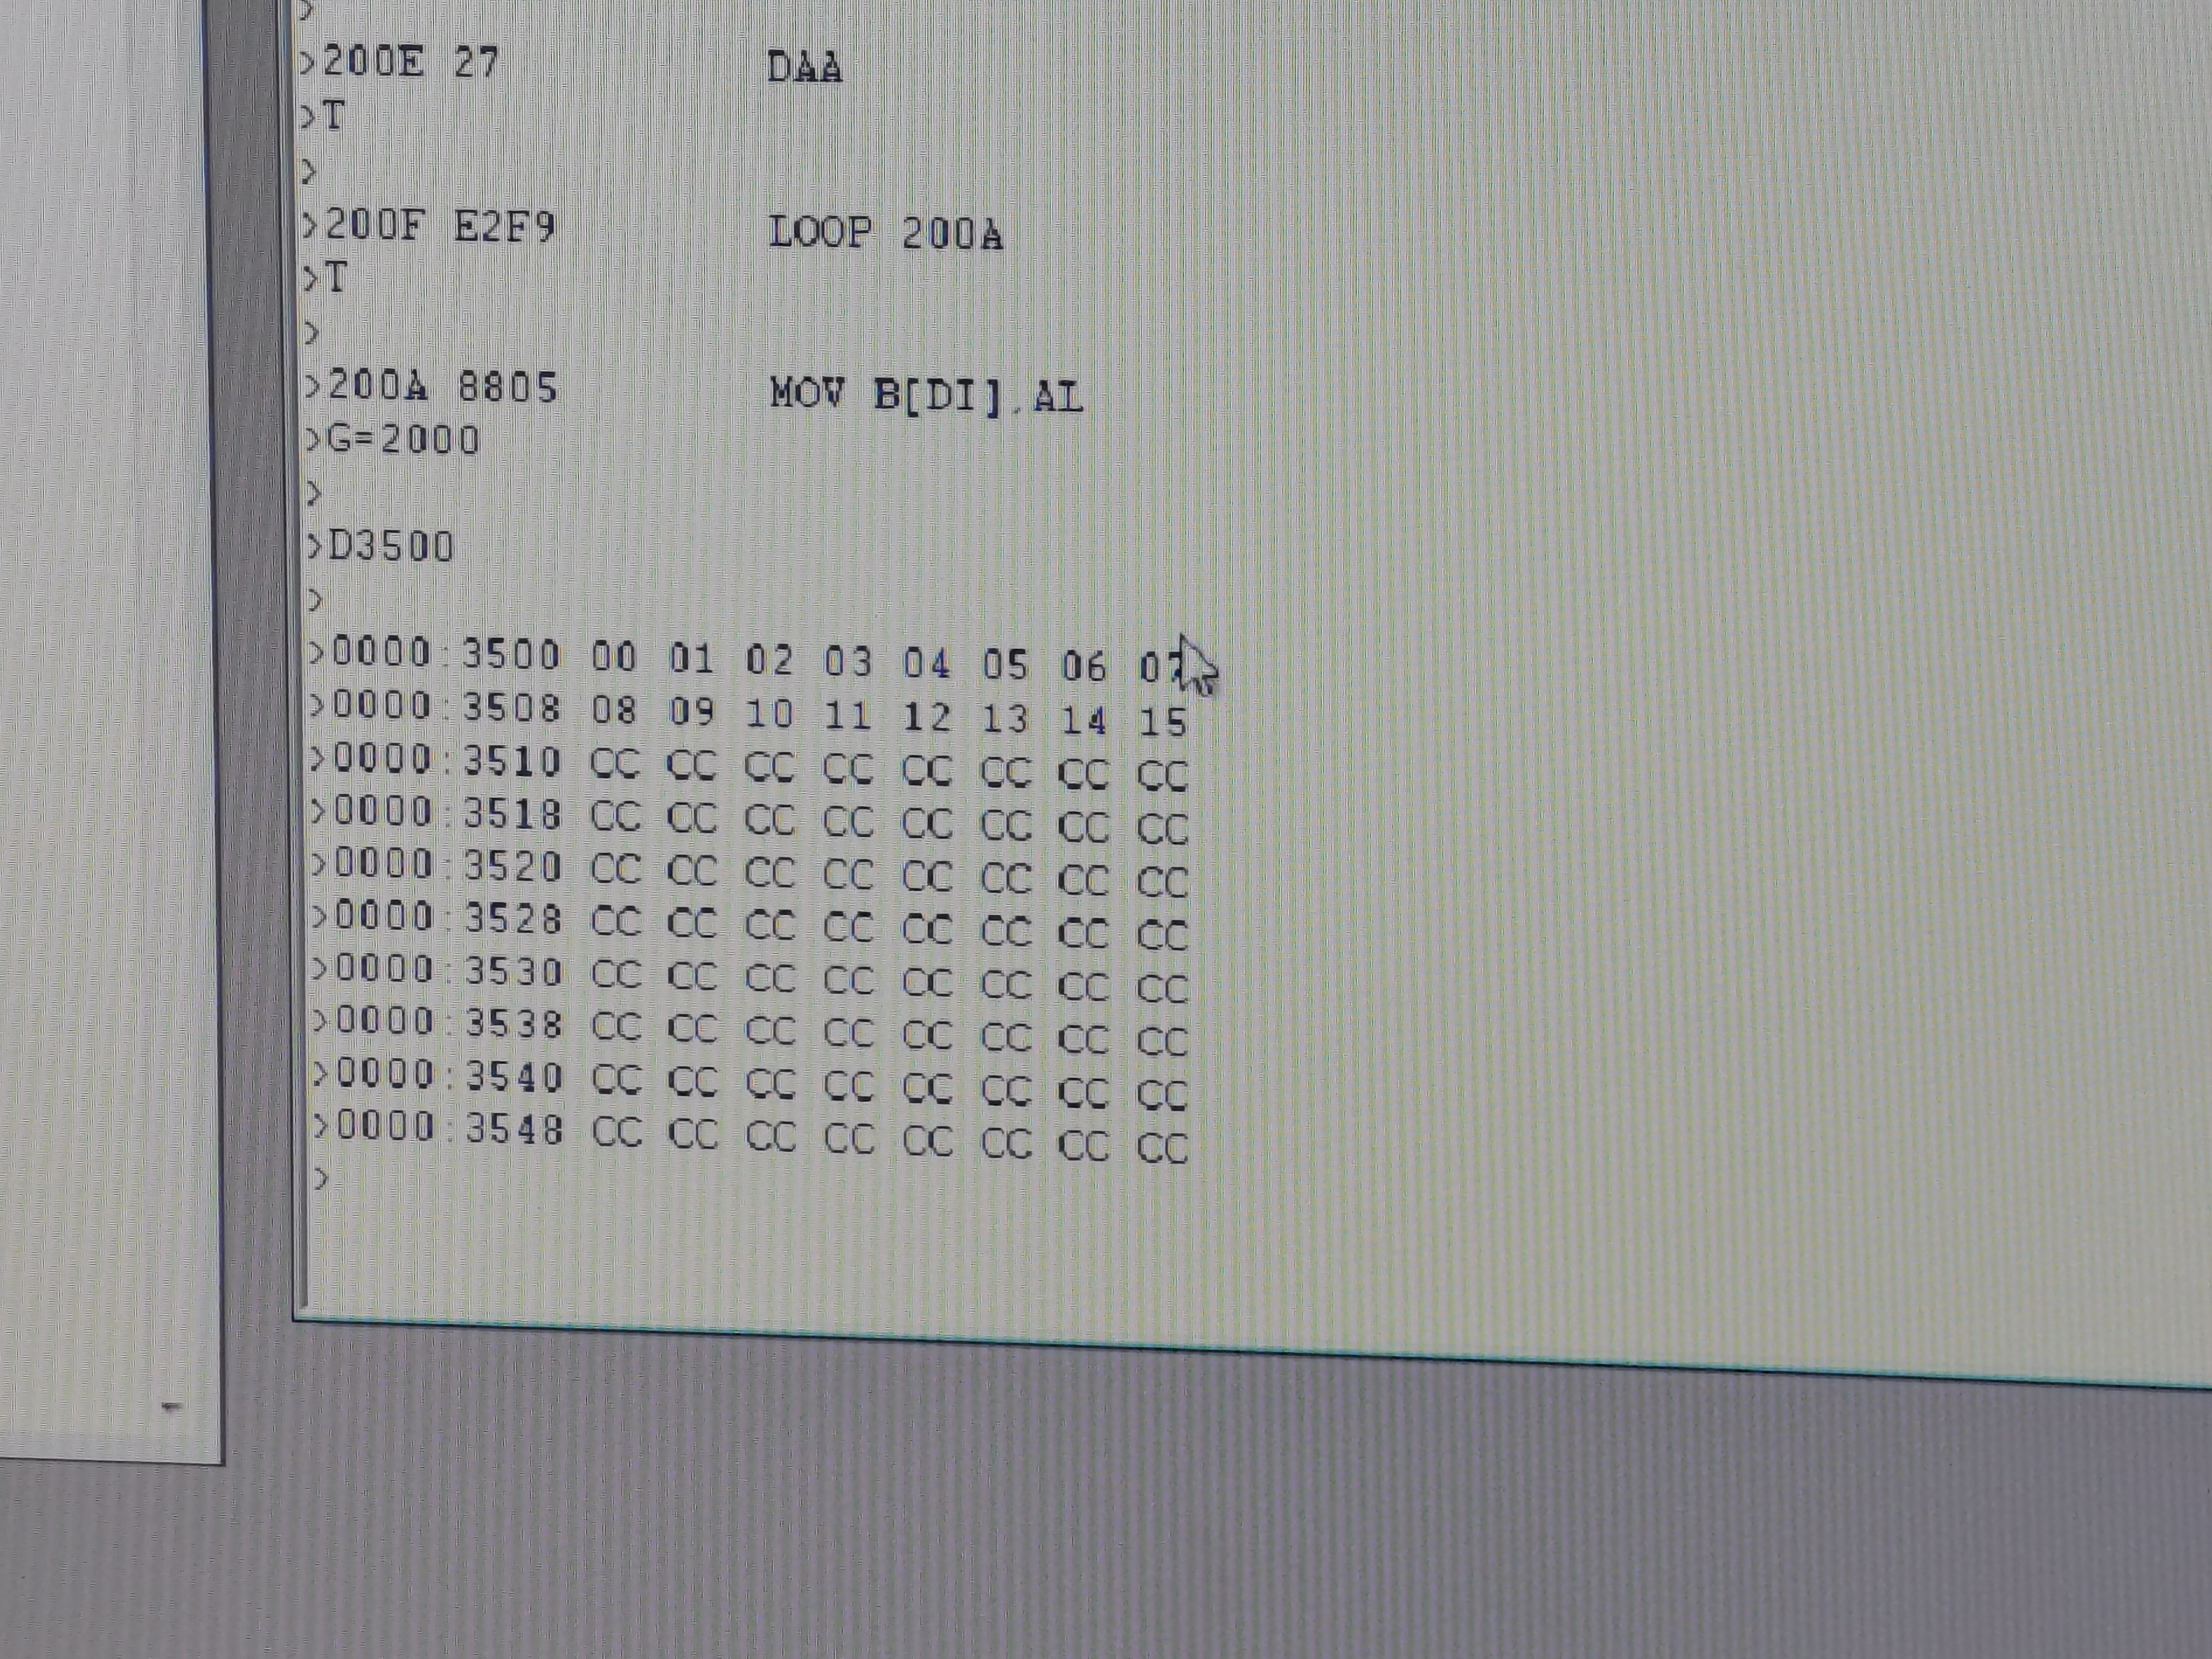 >
>200E 27 DAA
>T
>
>200F E2F9 LOOP 200A
>T
>
>200A 8805 MOV B[DI],AL
>G=2000
>
>D3500
>
>0000:3500 00 01 02 03 04 05 06 07
>0000:3508 08 09 10 11 12 13 14 15
>0000:3510 CC CC CC CC CC CC CC CC
>0000:3518 CC CC CC CC CC CC CC CC
>0000:3520 CC CC CC CC CC CC CC CC
>0000:3528 CC CC CC CC CC CC CC CC
>0000:3530 CC CC CC CC CC CC CC CC
>0000:3538 CC CC CC CC CC CC CC CC
>0000:3540 CC CC CC CC CC CC CC CC
>0000:3548 CC CC CC CC CC CC CC CC
>